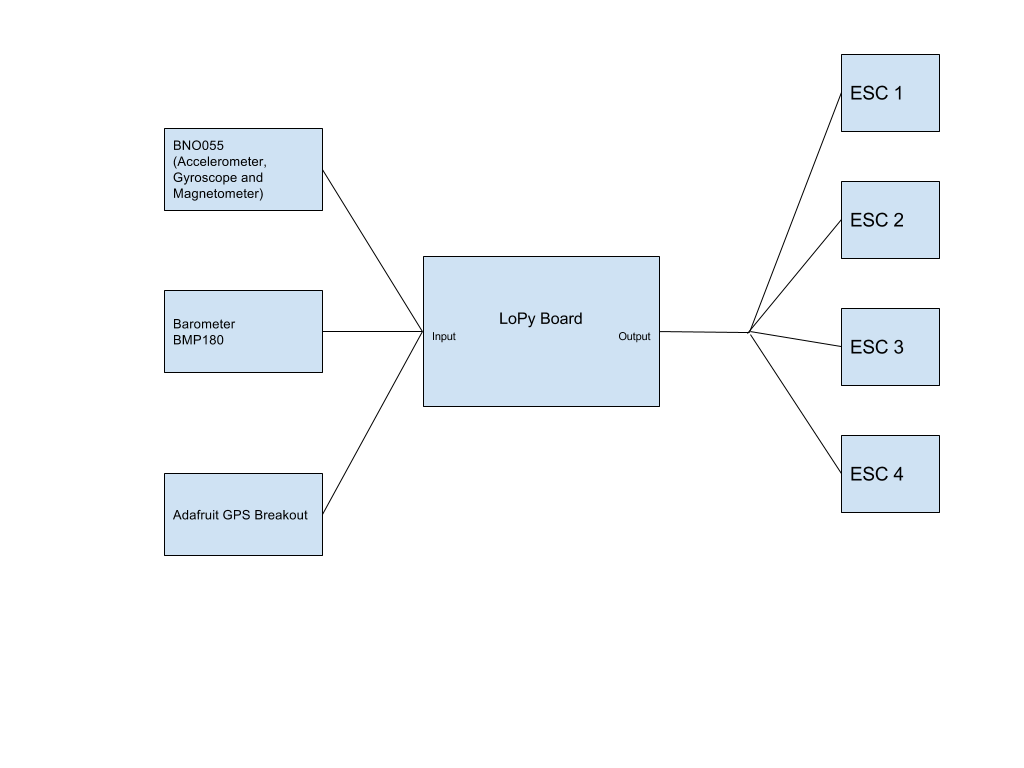 BNO055
(Accelerometer,
Gyroscope and
Magnetometer)
Barometer
BMP180
Adafruit GPS Breakout
LoPy Board
Input
Output
ESC 1
ESC 2
ESC 3
ESC 4